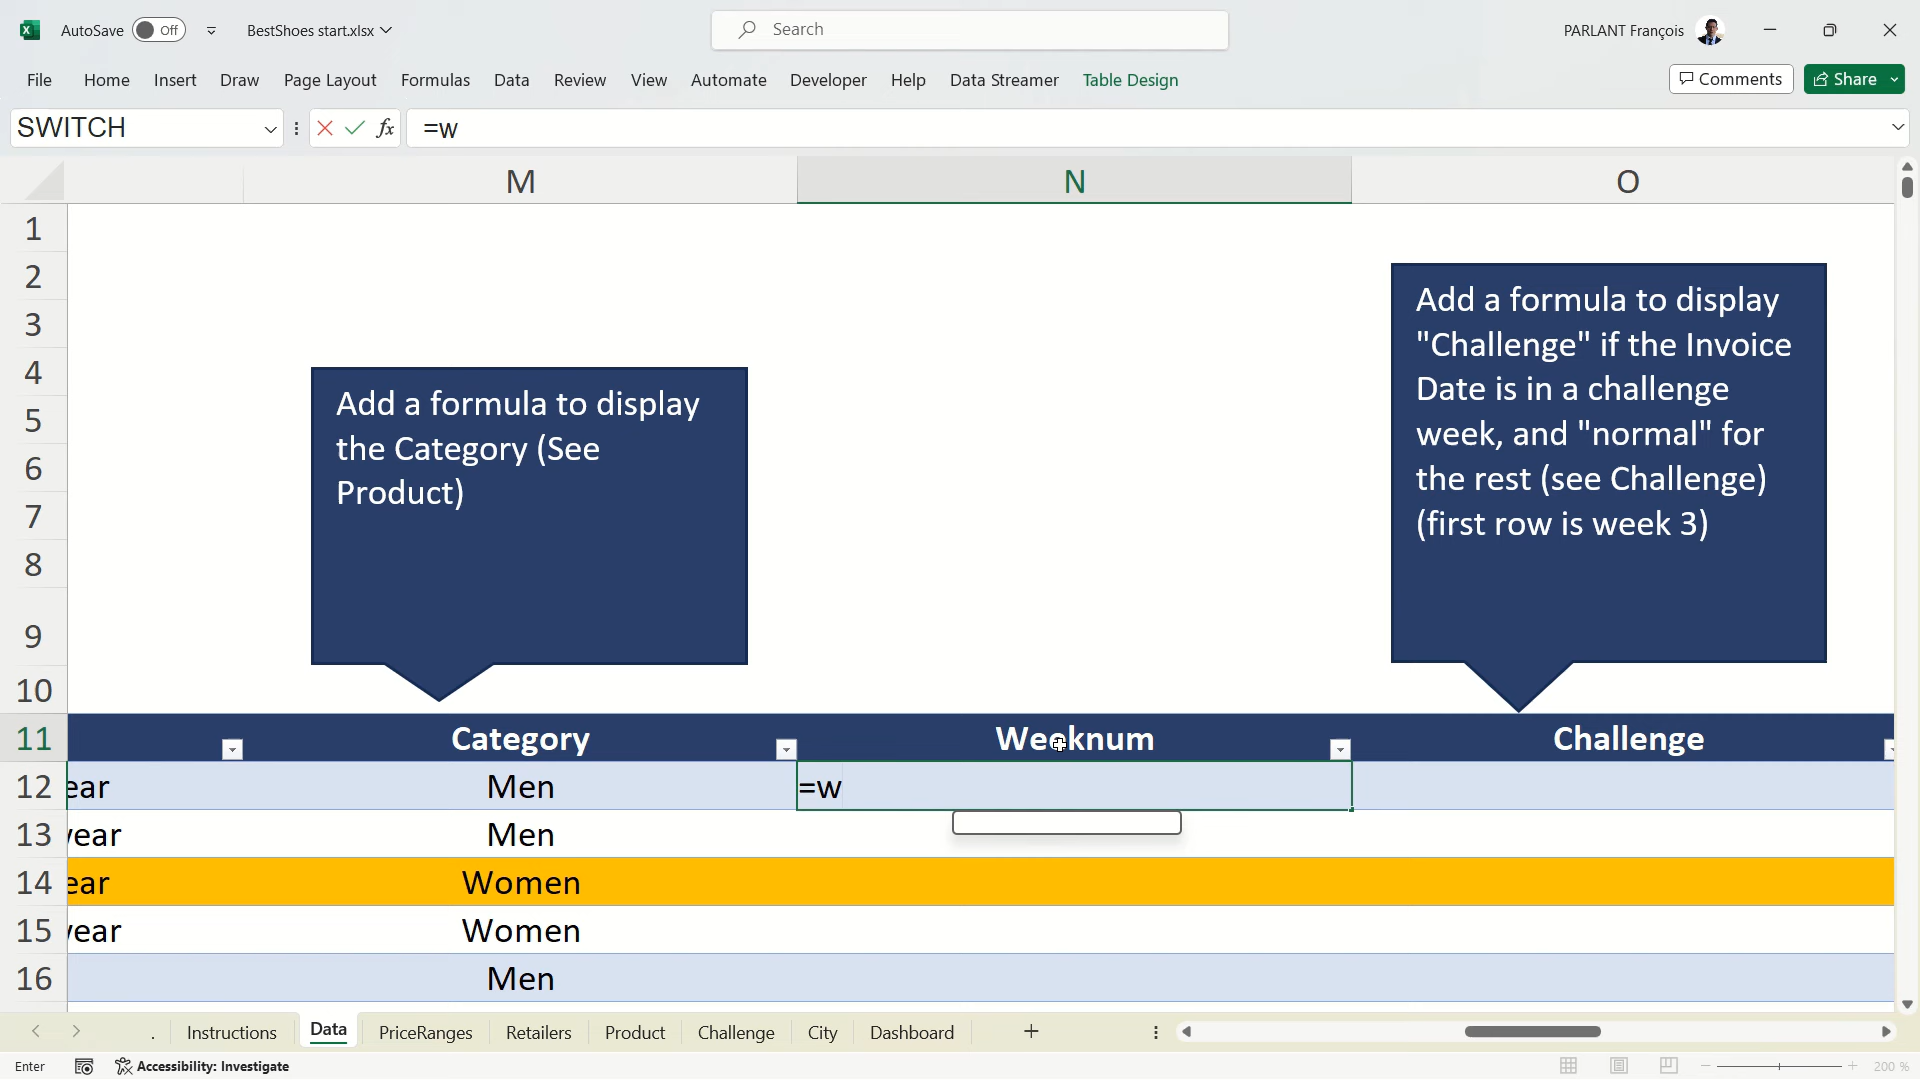 AutoSave Off BestShoes start.xlsx Search PARLANT François
File Home Insert Draw Page Layout Formulas Data Review View Automate Developer Help Data Streamer Table Design Comments Share
SWITCH fx =w
M N O
1
2
3
4
5
6
7
8
9
10
Add a formula to display
the Category (See
Product)
Add a formula to display
"Challenge" if the Invoice
Date is in a challenge
week, and "normal" for
the rest (see Challenge)
(first row is week 3)
11 Category Weeknum Challenge
12 ear Men =w
13 year Men
14 ear Women
15 year Women
16 Men
. Instructions Data PriceRanges Retailers Product Challenge City Dashboard
Enter Accessibility: Investigate 200 %